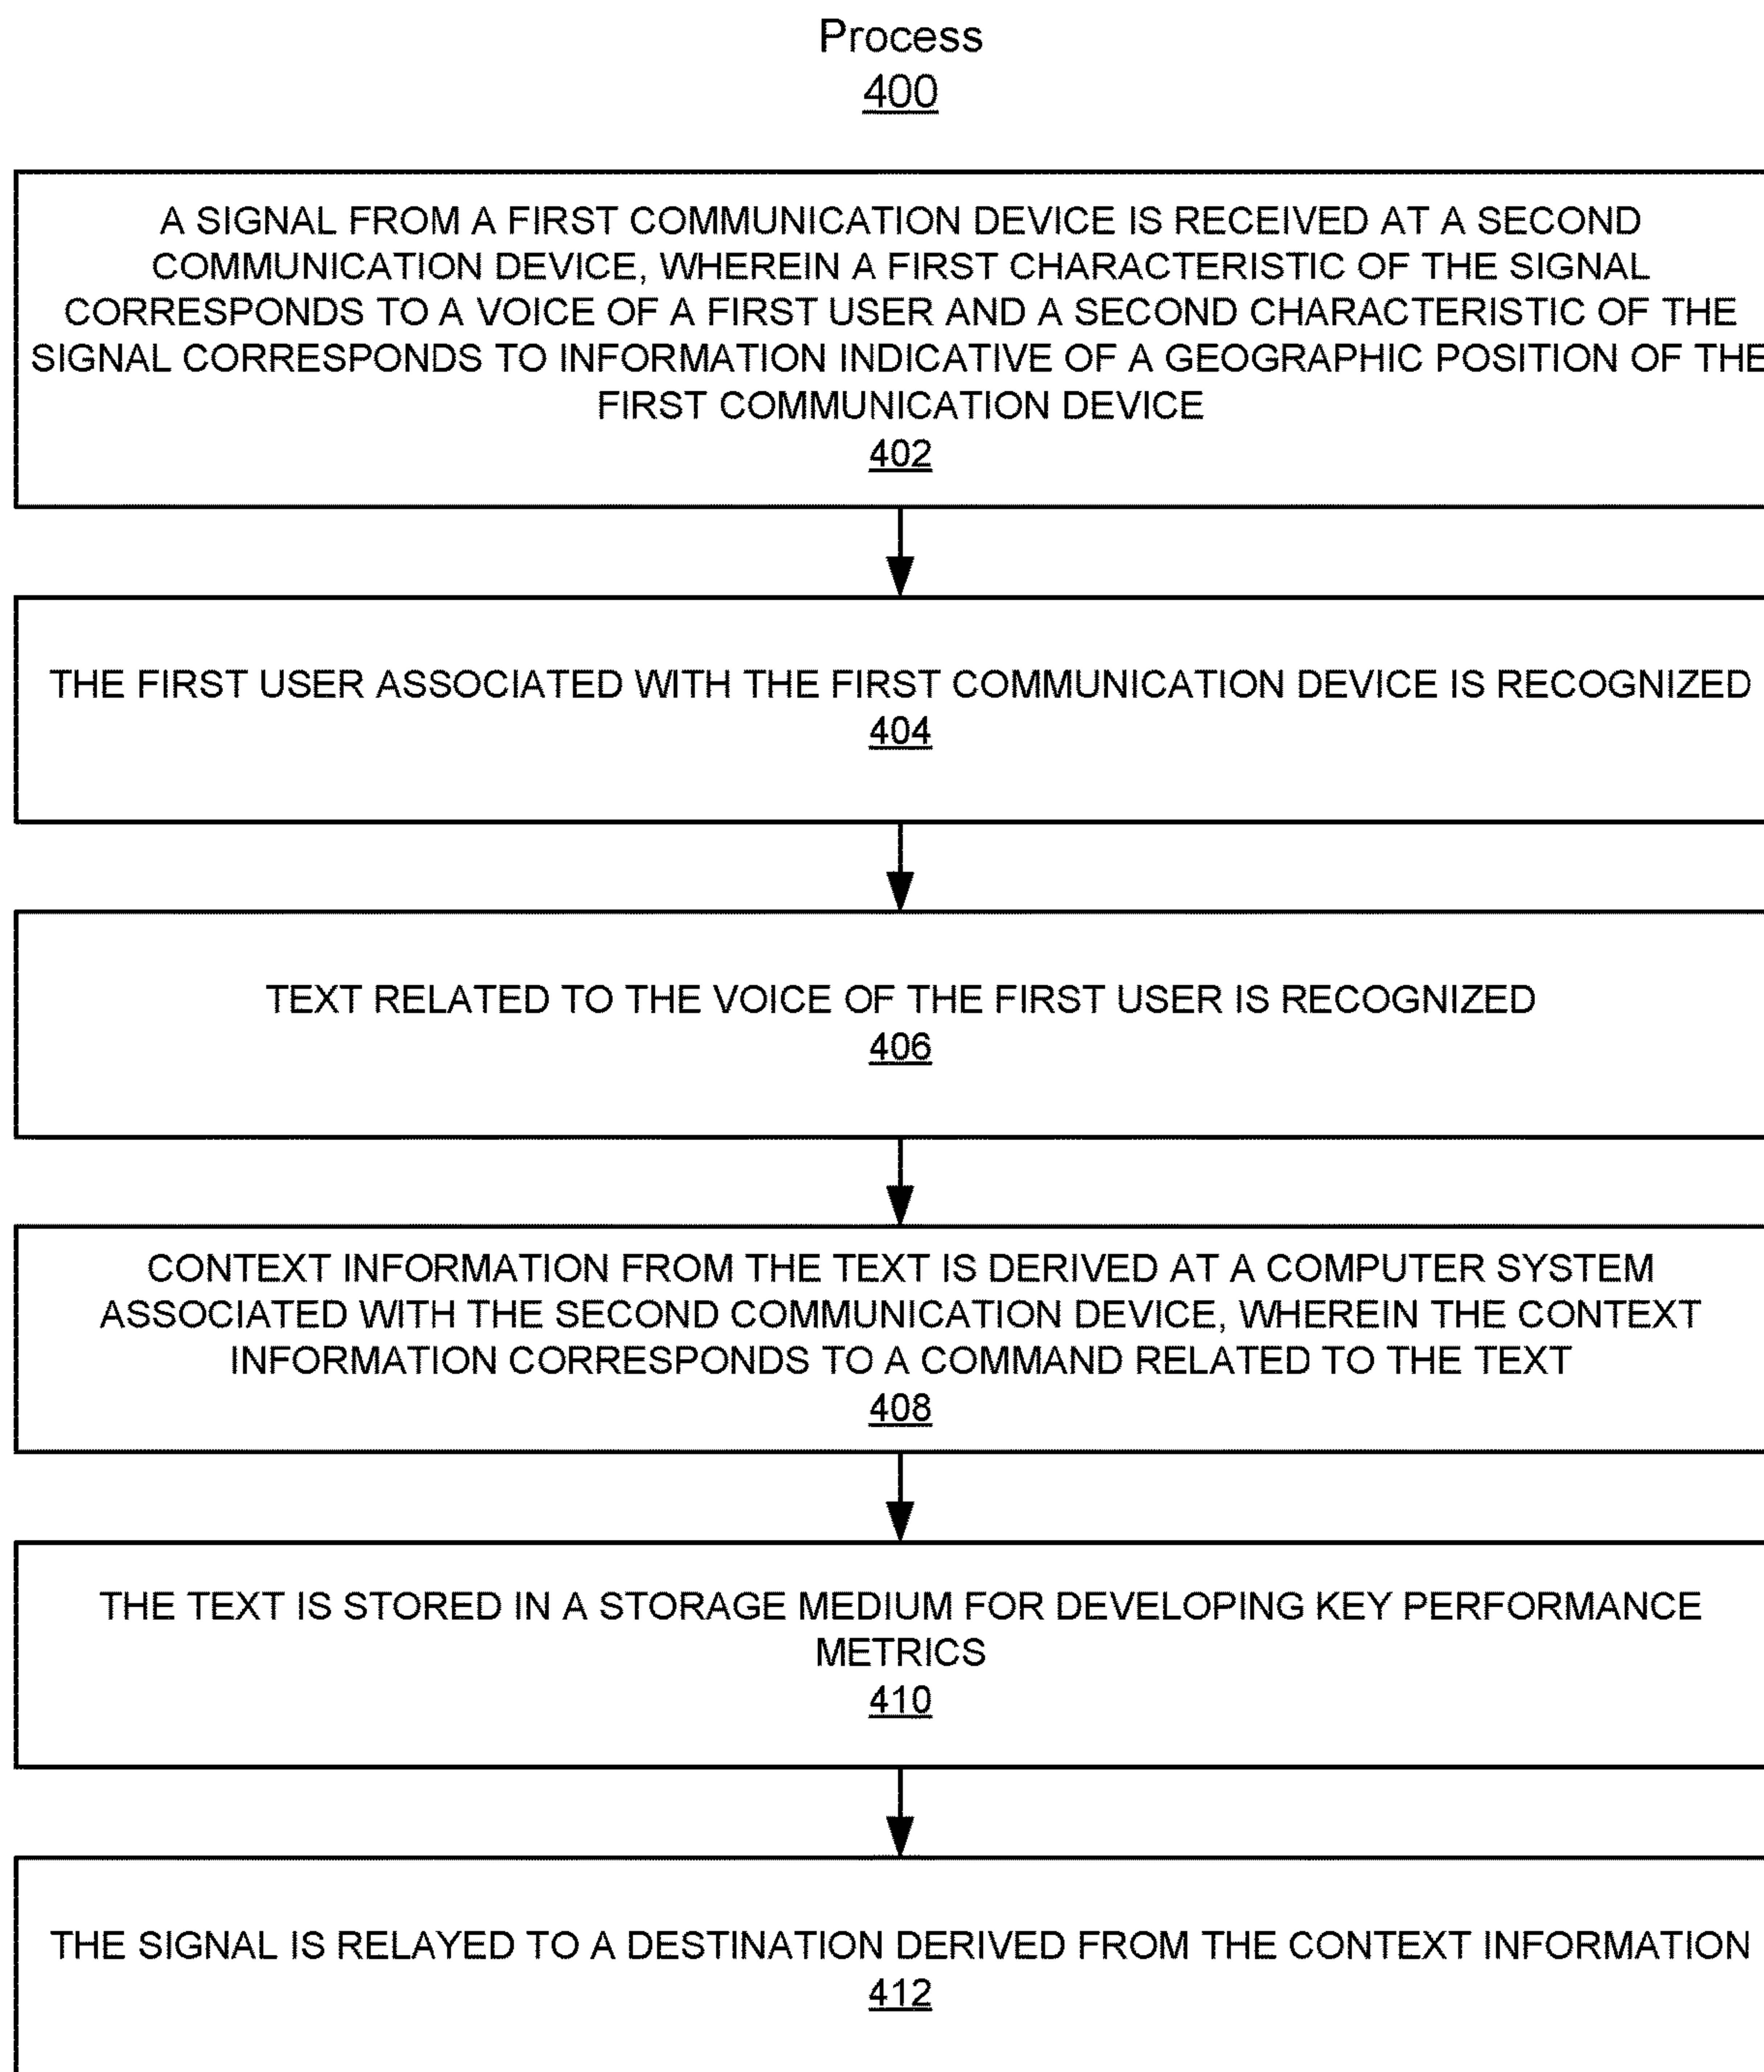 Process
400
A SIGNAL FROM A FIRST COMMUNICATION DEVICE IS RECEIVED AT A SECOND
COMMUNICATION DEVICE, WHEREIN A FIRST CHARACTERISTIC OF THE SIGNAL
CORRESPONDS TO A VOICE OF A FIRST USER AND A SECOND CHARACTERISTIC OF THE
SIGNAL CORRESPONDS TO INFORMATION INDICATIVE OF A GEOGRAPHIC POSITION OF THE
FIRST COMMUNICATION DEVICE
402
THE FIRST USER ASSOCIATED WITH THE FIRST COMMUNICATION DEVICE IS RECOGNIZED
404
TEXT RELATED TO THE VOICE OF THE FIRST USER IS RECOGNIZED
406
CONTEXT INFORMATION FROM THE TEXT IS DERIVED AT A COMPUTER SYSTEM
ASSOCIATED WITH THE SECOND COMMUNICATION DEVICE, WHEREIN THE CONTEXT
INFORMATION CORRESPONDS TO A COMMAND RELATED TO THE TEXT
408
THE TEXT IS STORED IN A STORAGE MEDIUM FOR DEVELOPING KEY PERFORMANCE
METRICS
410
THE SIGNAL IS RELAYED TO A DESTINATION DERIVED FROM THE CONTEXT INFORMATION
412